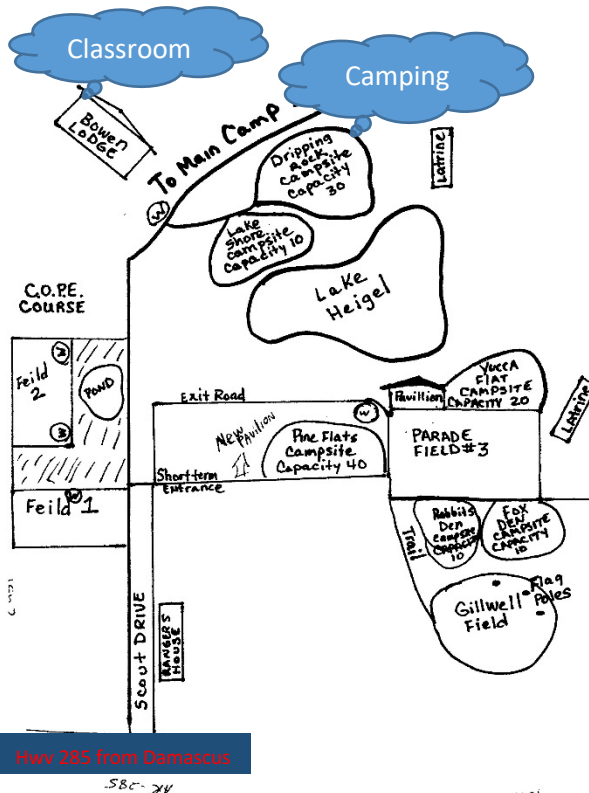 Classroom
Camping
Bowen
LODGE
To Main Camp
Dripping
Rock
Campsite
Capacity
30
Latrine
W
Lake
Shore
Campsite
Capacity 10
Lake
Heigel
C.O.P.E.
COURSE
Feild
2
W
W
POND
Exit Road
W
Pavillion
Yucca
FLAT
CAMPSITE
CAPACITY 20
LAtrine
New
Pavilion
Pine Flats
Campsite
Capacity 40
PARADE
FIELD #3
Short term
Entrance
Feild 1
W
Rabbits
Den
Campsite
CAPACITY
10
FOX
DEN
CAMPSITE
CAPACITY
10
Trail
Gillwell
Field
Flag
Poles
SCOUT DRIVE
RANGERS
HOUSE
Hwy 285 from Damascus